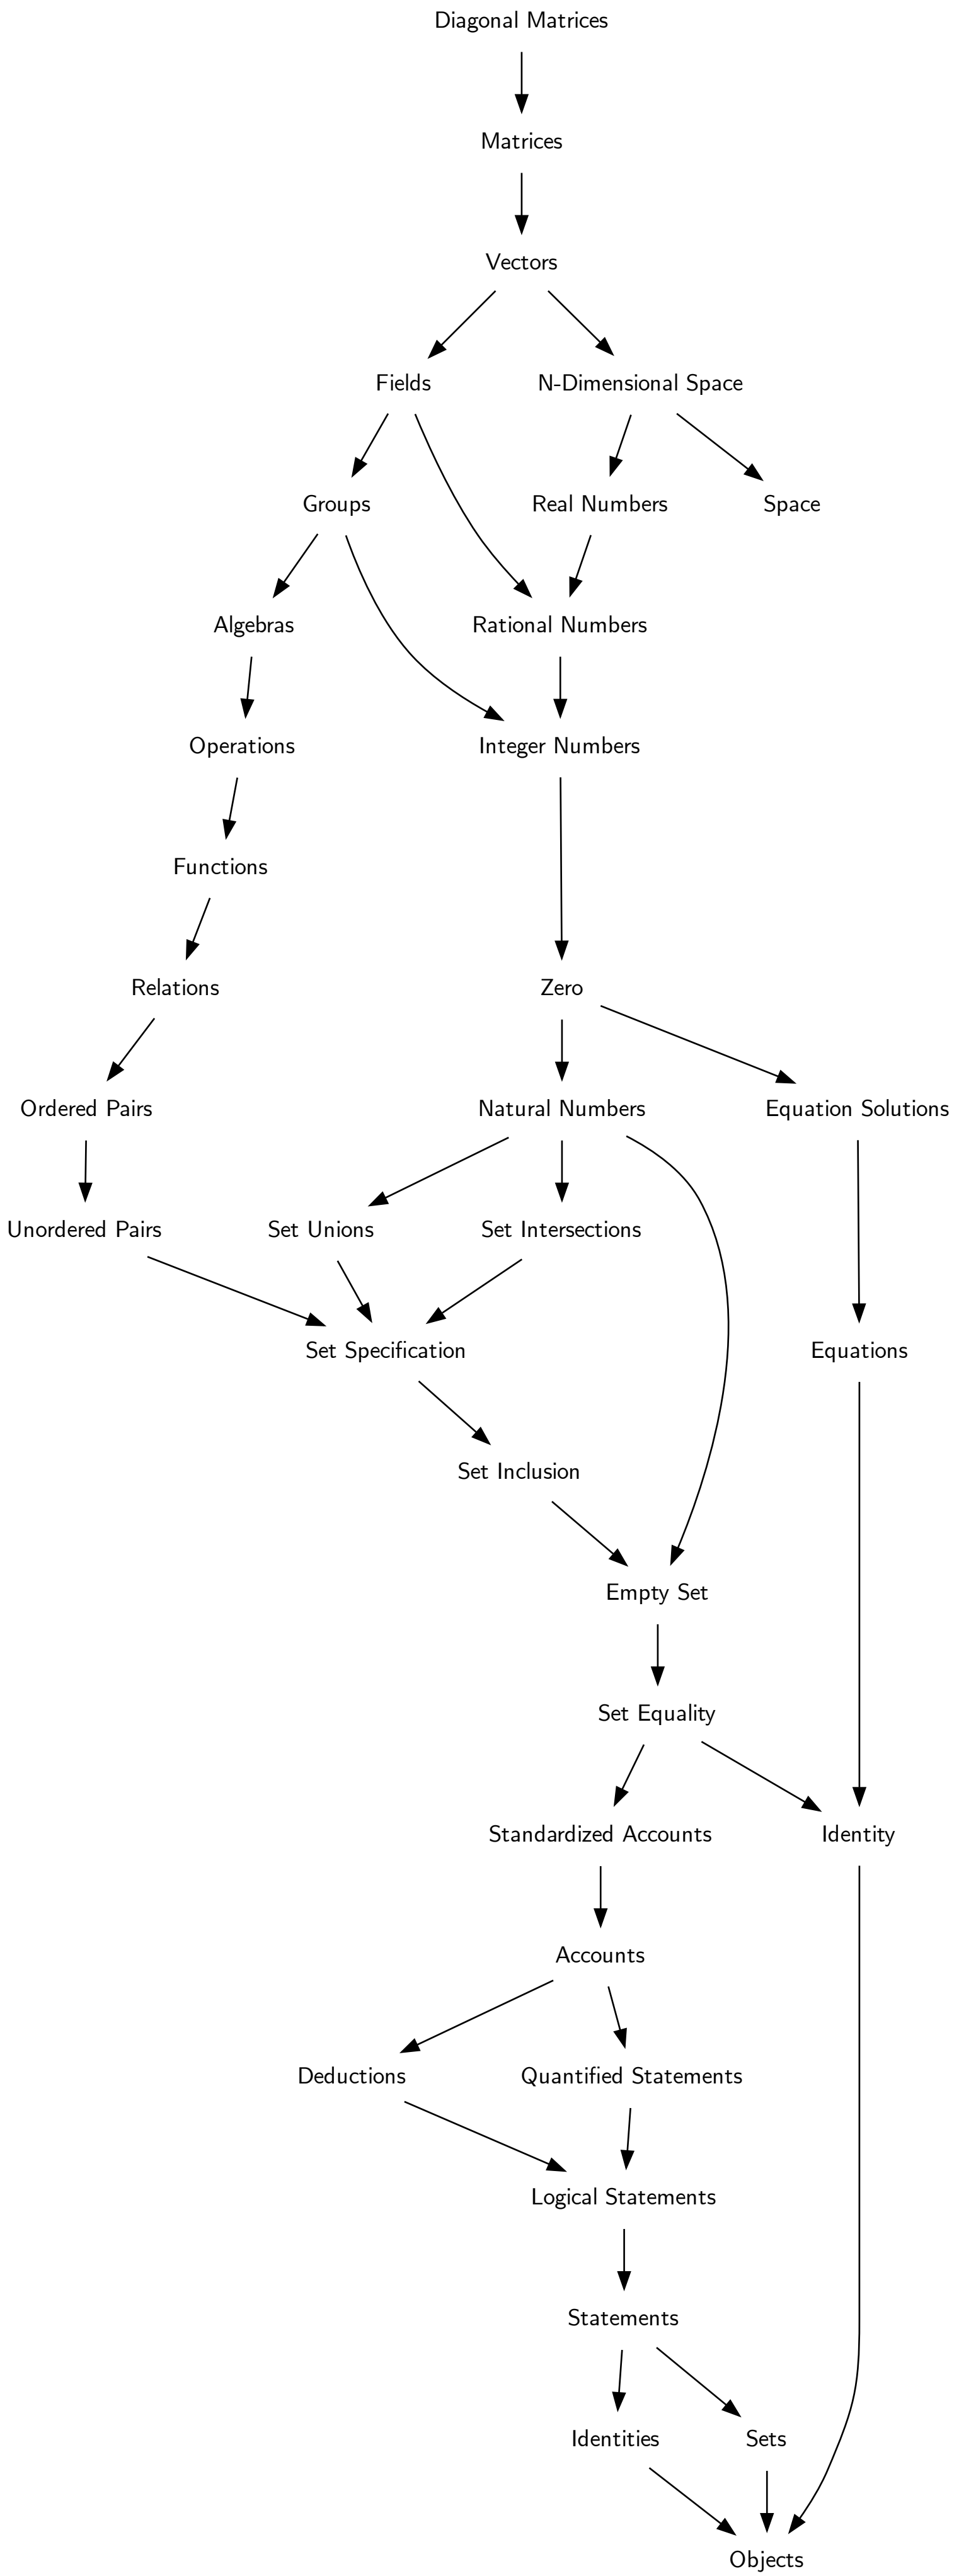 Diagonal Matrices
Matrices
Vectors
Fields
N-Dimensional Space
Groups
Real Numbers
Space
Algebras
Rational Numbers
Operations
Integer Numbers
Functions
Relations
Zero
Ordered Pairs
Natural Numbers
Equation Solutions
Unordered Pairs
Set Unions
Set Intersections
Set Specification
Equations
Set Inclusion
Empty Set
Set Equality
Standardized Accounts
Identity
Accounts
Deductions
Quantified Statements
Logical Statements
Statements
Identities
Sets
Objects